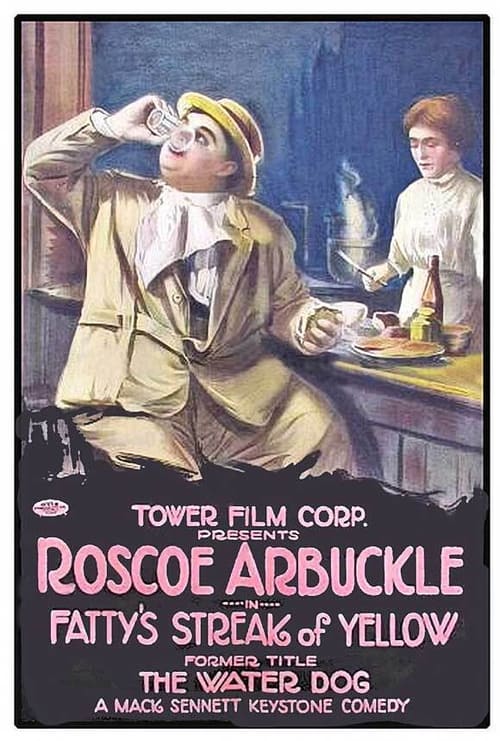 TOWER FILM CORP.
PRESENTS
ROSCOE ARBUCKLE
IN
FATTY'S STREAK of YELLOW
FORMER TITLE
THE WATER DOG
A MACK SENNETT KEYSTONE COMEDY